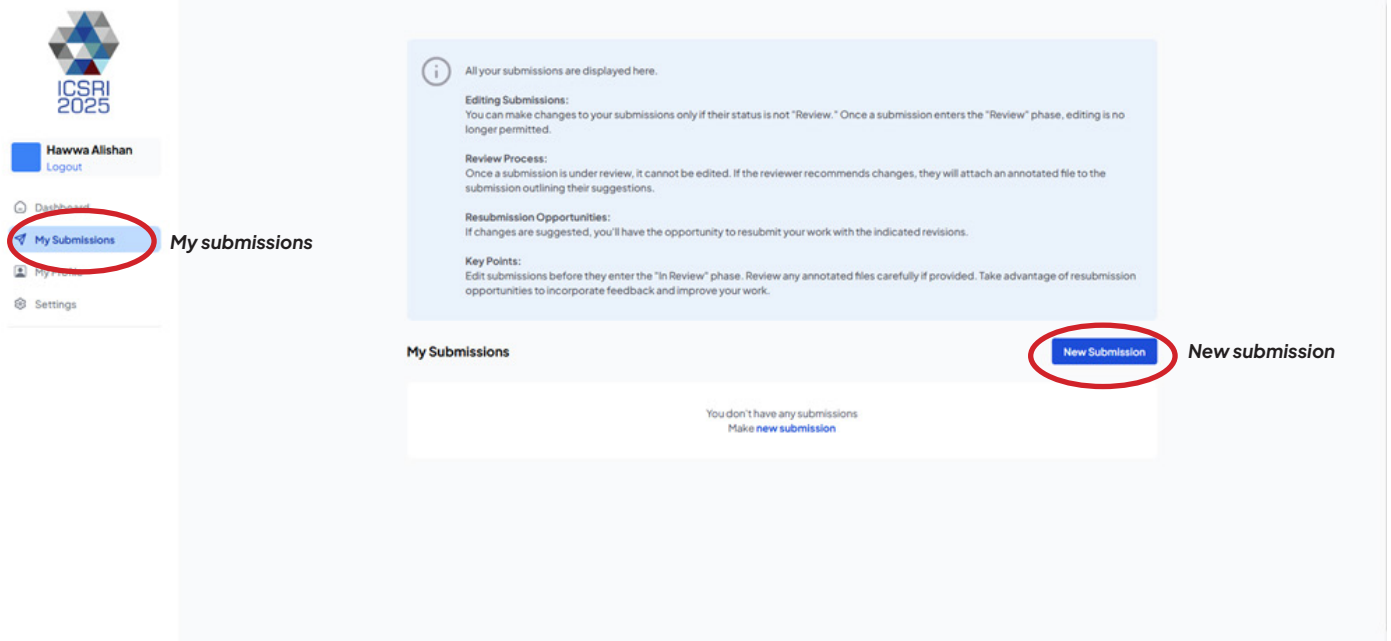 ICSRI
2025
Hawwa Alishan
Logout
Dashboard
My Submissions
My submissions
My Profile
Settings
All your submissions are displayed here.
Editing Submissions:
You can make changes to your submissions only if their status is not "Review." Once a submission enters the "Review" phase, editing is no
longer permitted.
Review Process:
Once a submission is under review, it cannot be edited. If the reviewer recommends changes, they will attach an annotated file to the
submission outlining their suggestions.
Resubmission Opportunities:
If changes are suggested, you'll have the opportunity to resubmit your work with the indicated revisions.
Key Points:
Edit submissions before they enter the "In Review" phase. Review any annotated files carefully if provided. Take advantage of resubmission
opportunities to incorporate feedback and improve your work.
My Submissions
New Submission
New submission
You don't have any submissions
Make new submission